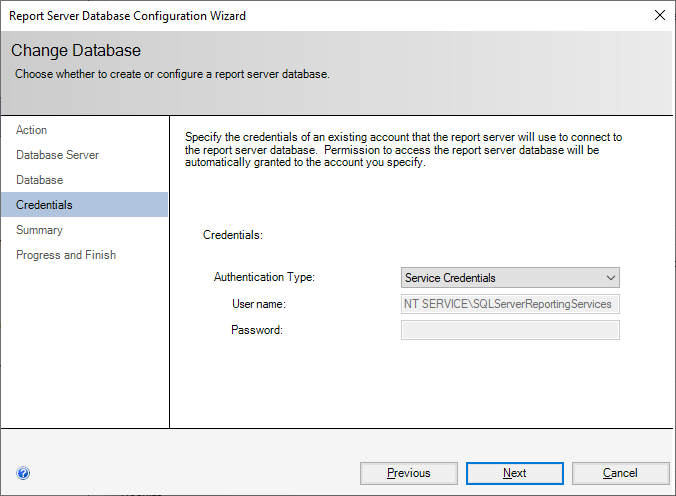 Report Server Database Configuration Wizard
Change Database
Choose whether to create or configure a report server database.
Action
Database Server
Database
Credentials
Summary
Progress and Finish
Specify the credentials of an existing account that the report server will use to connect to
the report server database.  Permission to access the report server database will be
automatically granted to the account you specify.
Credentials:
Authentication Type:
Service Credentials
User name:
NT SERVICE\SQLServerReportingServices
Password:
Previous
Next
Cancel